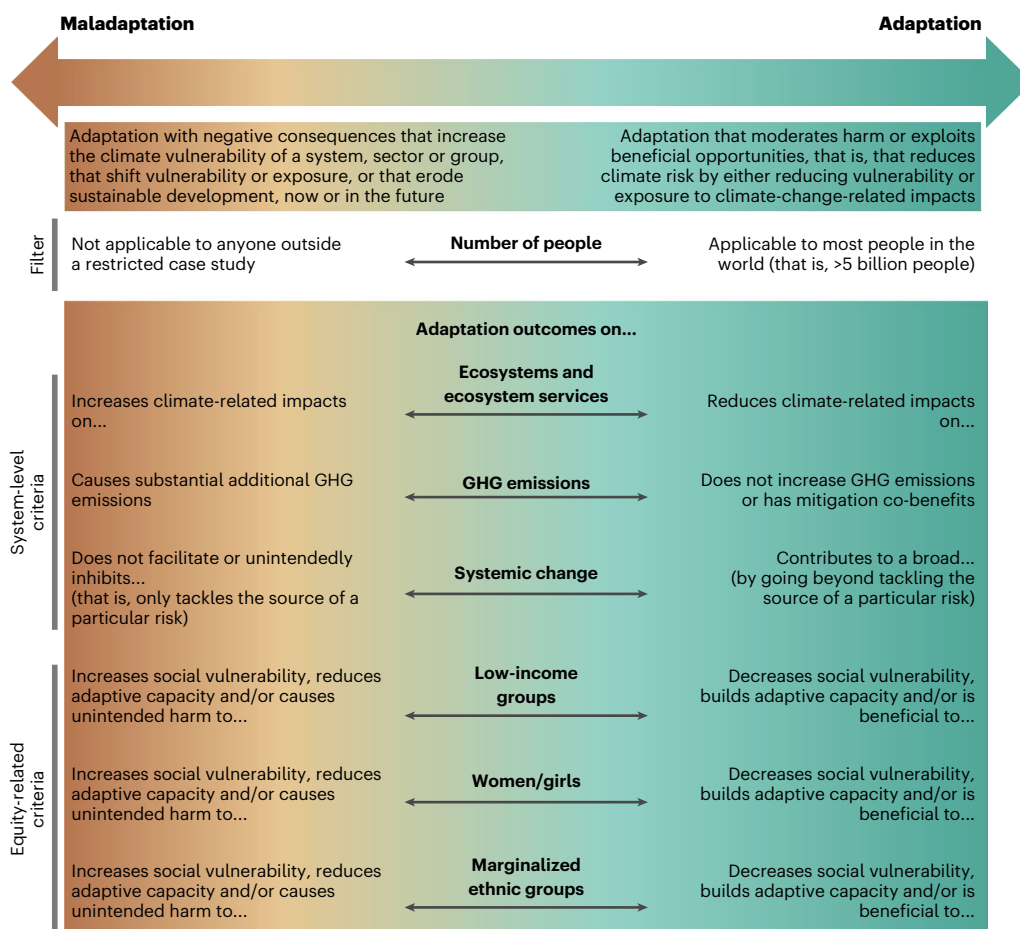 Maladaptation
Adaptation
Adaptation with negative consequences that increase
the climate vulnerability of a system, sector or group,
that shift vulnerability or exposure, or that erode
sustainable development, now or in the future
Adaptation that moderates harm or exploits
beneficial opportunities, that is, that reduces
climate risk by either reducing vulnerability or
exposure to climate-change-related impacts
Filter
Not applicable to anyone outside
a restricted case study
Number of people
Applicable to most people in the
world (that is, >5 billion people)
Adaptation outcomes on...
System-level
criteria
Increases climate-related impacts
on...
Ecosystems and
ecosystem services
Reduces climate-related impacts
on...
Causes substantial additional GHG
emissions
GHG emissions
Does not increase GHG emissions
or has mitigation co-benefits
Does not facilitate or unintendedly
inhibits...
(that is, only tackles the source of a
particular risk)
Systemic change
Contributes to a broad...
(by going beyond tackling the
source of a particular risk)
Equity-related
criteria
Increases social vulnerability, reduces
adaptive capacity and/or causes
unintended harm to...
Low-income
groups
Decreases social vulnerability,
builds adaptive capacity and/or is
beneficial to...
Increases social vulnerability, reduces
adaptive capacity and/or causes
unintended harm to...
Women/girls
Decreases social vulnerability,
builds adaptive capacity and/or is
beneficial to...
Increases social vulnerability, reduces
adaptive capacity and/or causes
unintended harm to...
Marginalized
ethnic groups
Decreases social vulnerability,
builds adaptive capacity and/or is
beneficial to...